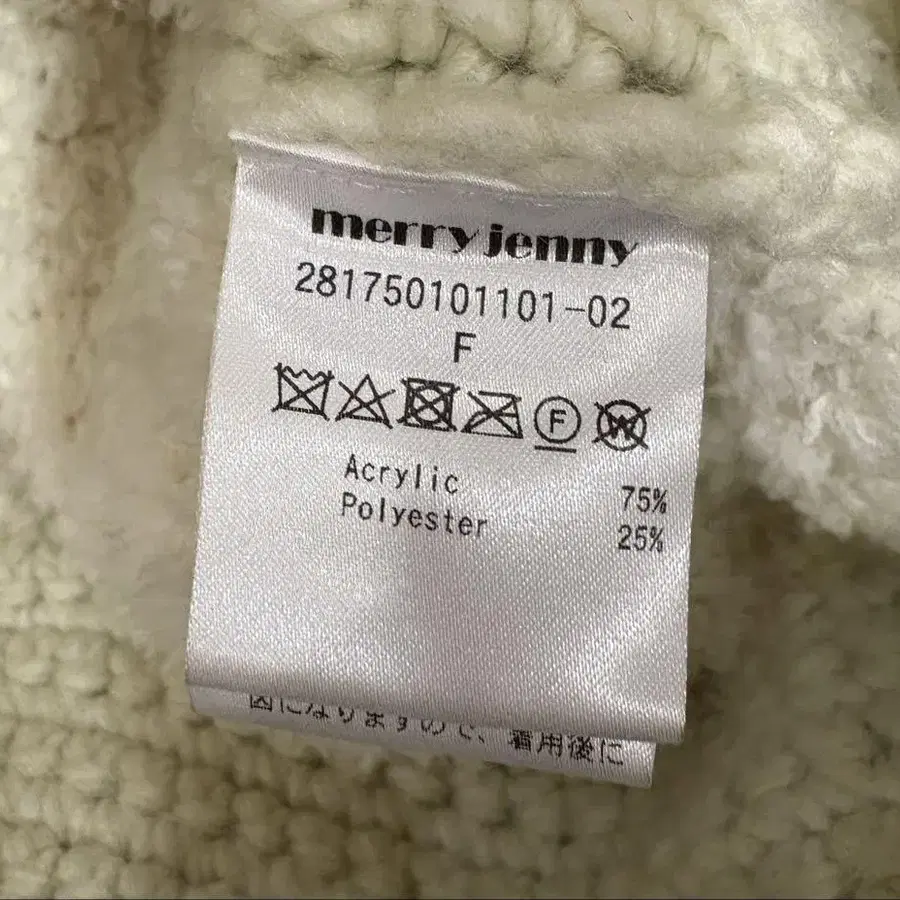 merry jenny
281750101101-02
F
F
W
Acrylic 75%
Polyester 25%
因になりますので、着用後に